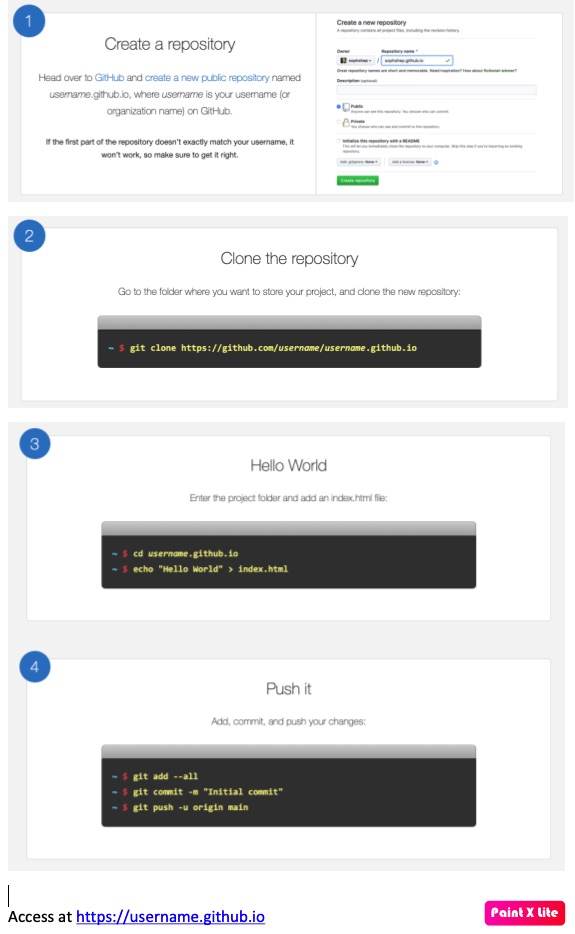 1
Create a repository
Head over to GitHub and create a new public repository named
username.github.io, where username is your username (or
organization name) on GitHub.
If the first part of the repository doesn't exactly match your username, it
won't work, so make sure to get it right.
Create a new repository
A repository contains all project files, including the revision history.
Owner Repository name *
sophshep / sophshep.github.io
Great repository names are short and memorable. Need inspiration? How about fictional-winner?
Description (optional)
Public
Anyone can see this repository. You choose who can commit.
Private
You choose who can see and commit to this repository.
Initialize this repository with a README
This will let you immediately clone the repository to your computer. Skip this step if you're importing an existing
repository.
Add .gitignore: None Add a license: None
Create repository
2
Clone the repository
Go to the folder where you want to store your project, and clone the new repository:
~ $ git clone https://github.com/username/username.github.io
3
Hello World
Enter the project folder and add an index.html file:
~ $ cd username.github.io
~ $ echo "Hello World" > index.html
4
Push it
Add, commit, and push your changes:
~ $ git add --all
~ $ git commit -m "Initial commit"
~ $ git push -u origin main
Access at https://username.github.io
Paint X Lite